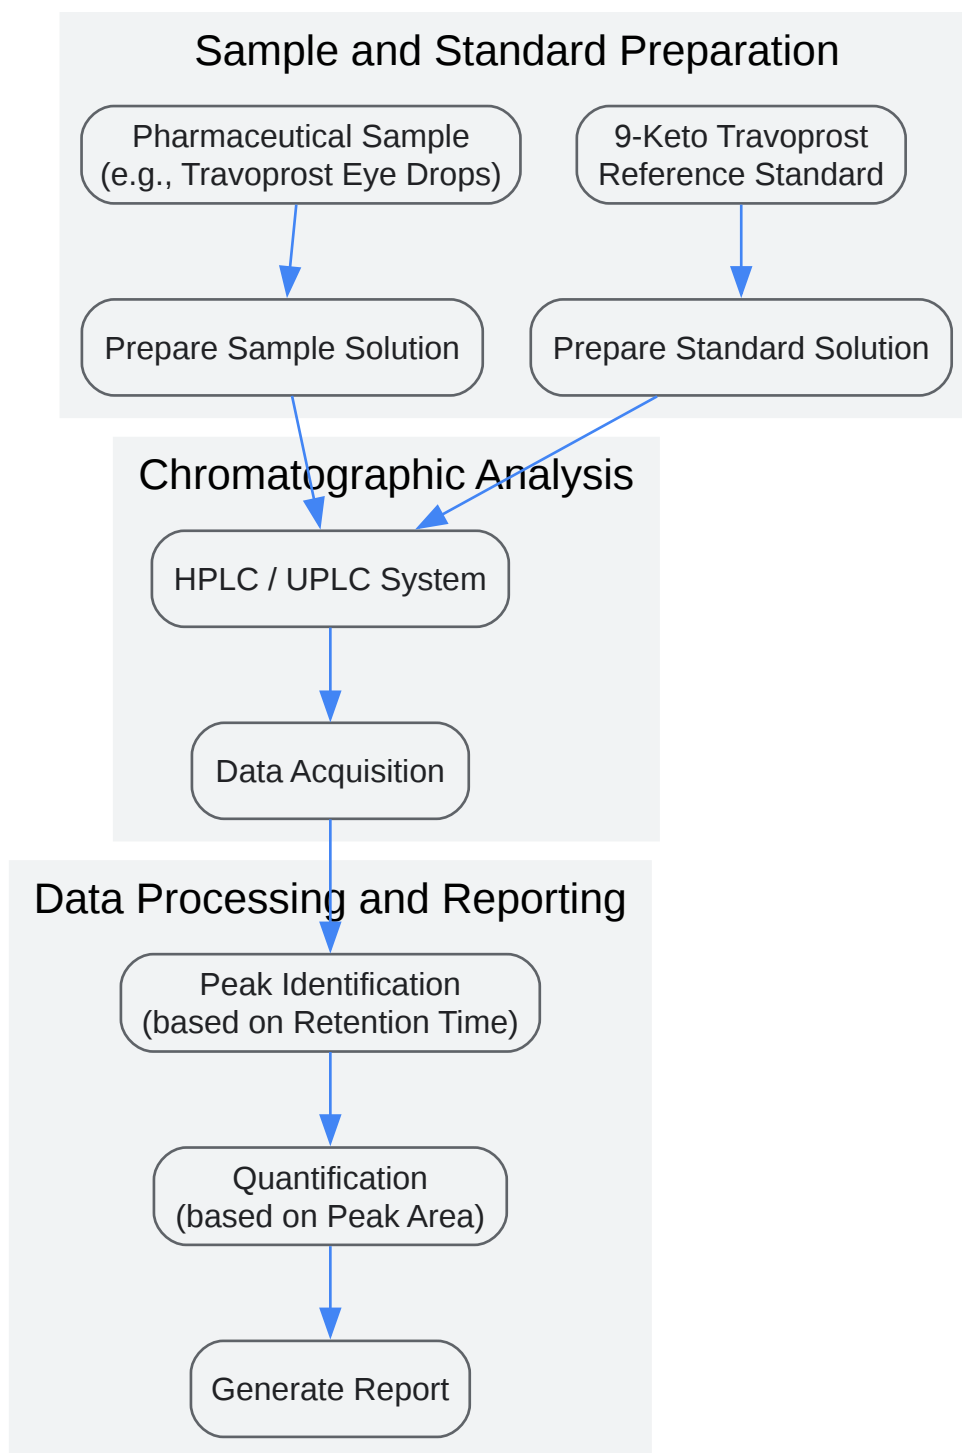 Sample and Standard Preparation
Pharmaceutical Sample
(e.g., Travoprost Eye Drops)
9-Keto Travoprost
Reference Standard
Prepare Sample Solution
Prepare Standard Solution
Chromatographic Analysis
HPLC / UPLC System
Data Acquisition
Data Processing and Reporting
Peak Identification
(based on Retention Time)
Quantification
(based on Peak Area)
Generate Report